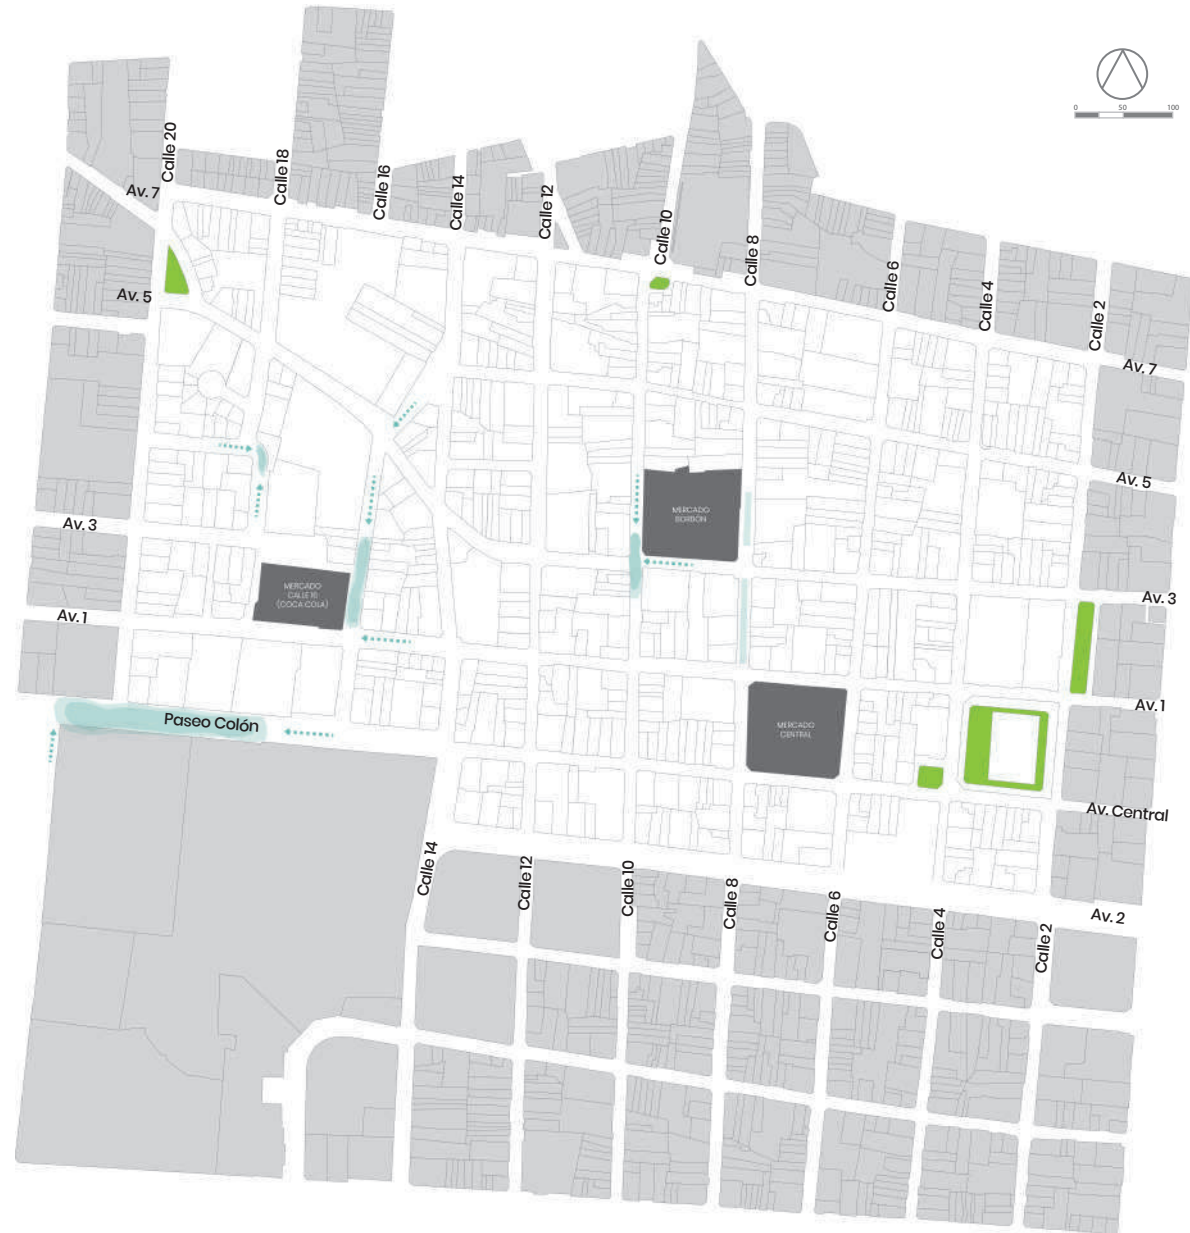 0 50 100
Calle 20
Calle 18
Calle 16
Calle 14
Calle 12
Calle 10
Calle 8
Calle 6
Calle 4
Calle 2
Av. 7
Av. 5
Av. 7
Av. 5
MERCADO
BORBÓN
Av. 3
MERCADO
CALLE 16
(COCA COLA)
Av. 3
Av. 1
Av. 1
Paseo Colón
MERCADO
CENTRAL
Av. Central
Calle 14
Calle 12
Calle 10
Calle 8
Calle 6
Calle 4
Calle 2
Av. 2